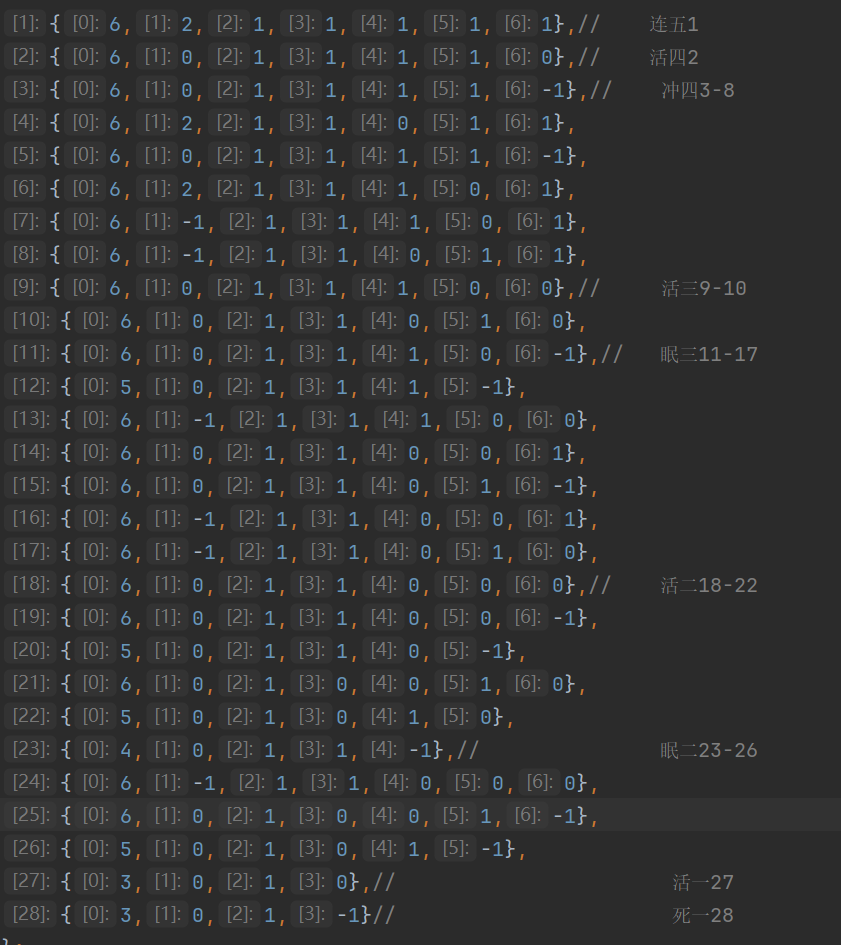 [1]: { [0]: 6, [1]: 2, [2]: 1, [3]: 1, [4]: 1, [5]: 1, [6]: 1},// 连五1
[2]: { [0]: 6, [1]: 0, [2]: 1, [3]: 1, [4]: 1, [5]: 1, [6]: 0},// 活四2
[3]: { [0]: 6, [1]: 0, [2]: 1, [3]: 1, [4]: 1, [5]: 1, [6]: -1},// 冲四3-8
[4]: { [0]: 6, [1]: 2, [2]: 1, [3]: 1, [4]: 0, [5]: 1, [6]: 1},
[5]: { [0]: 6, [1]: 0, [2]: 1, [3]: 1, [4]: 1, [5]: 1, [6]: -1},
[6]: { [0]: 6, [1]: 2, [2]: 1, [3]: 1, [4]: 1, [5]: 0, [6]: 1},
[7]: { [0]: 6, [1]: -1, [2]: 1, [3]: 1, [4]: 1, [5]: 0, [6]: 1},
[8]: { [0]: 6, [1]: -1, [2]: 1, [3]: 1, [4]: 0, [5]: 1, [6]: 1},
[9]: { [0]: 6, [1]: 0, [2]: 1, [3]: 1, [4]: 1, [5]: 0, [6]: 0},// 活三9-10
[10]: { [0]: 6, [1]: 0, [2]: 1, [3]: 1, [4]: 0, [5]: 1, [6]: 0},
[11]: { [0]: 6, [1]: 0, [2]: 1, [3]: 1, [4]: 1, [5]: 0, [6]: -1},// 眠三11-17
[12]: { [0]: 5, [1]: 0, [2]: 1, [3]: 1, [4]: 1, [5]: -1},
[13]: { [0]: 6, [1]: -1, [2]: 1, [3]: 1, [4]: 1, [5]: 0, [6]: 0},
[14]: { [0]: 6, [1]: 0, [2]: 1, [3]: 1, [4]: 0, [5]: 0, [6]: 1},
[15]: { [0]: 6, [1]: 0, [2]: 1, [3]: 1, [4]: 0, [5]: 1, [6]: -1},
[16]: { [0]: 6, [1]: -1, [2]: 1, [3]: 1, [4]: 0, [5]: 0, [6]: 1},
[17]: { [0]: 6, [1]: -1, [2]: 1, [3]: 1, [4]: 0, [5]: 1, [6]: 0},
[18]: { [0]: 6, [1]: 0, [2]: 1, [3]: 1, [4]: 0, [5]: 0, [6]: 0},// 活二18-22
[19]: { [0]: 6, [1]: 0, [2]: 1, [3]: 1, [4]: 0, [5]: 0, [6]: -1},
[20]: { [0]: 5, [1]: 0, [2]: 1, [3]: 1, [4]: 0, [5]: -1},
[21]: { [0]: 6, [1]: 0, [2]: 1, [3]: 0, [4]: 0, [5]: 1, [6]: 0},
[22]: { [0]: 5, [1]: 0, [2]: 1, [3]: 0, [4]: 1, [5]: 0},
[23]: { [0]: 4, [1]: 0, [2]: 1, [3]: 1, [4]: -1},// 眠二23-26
[24]: { [0]: 6, [1]: -1, [2]: 1, [3]: 1, [4]: 0, [5]: 0, [6]: 0},
[25]: { [0]: 6, [1]: 0, [2]: 1, [3]: 0, [4]: 0, [5]: 1, [6]: -1},
[26]: { [0]: 5, [1]: 0, [2]: 1, [3]: 0, [4]: 1, [5]: -1},
[27]: { [0]: 3, [1]: 0, [2]: 1, [3]: 0},// 活一27
[28]: { [0]: 3, [1]: 0, [2]: 1, [3]: -1}// 死一28